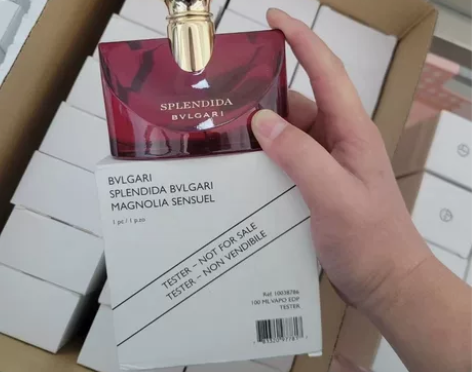 SPLENDIDA
BVLGARI
BVLGARI
SPLENDIDA BVLGARI
MAGNOLIA SENSUEL
1 pc / 1 pzo
TESTER – NOT FOR SALE
TESTER – NON VENDIBILE
100 ML VAPO EDP
TESTER